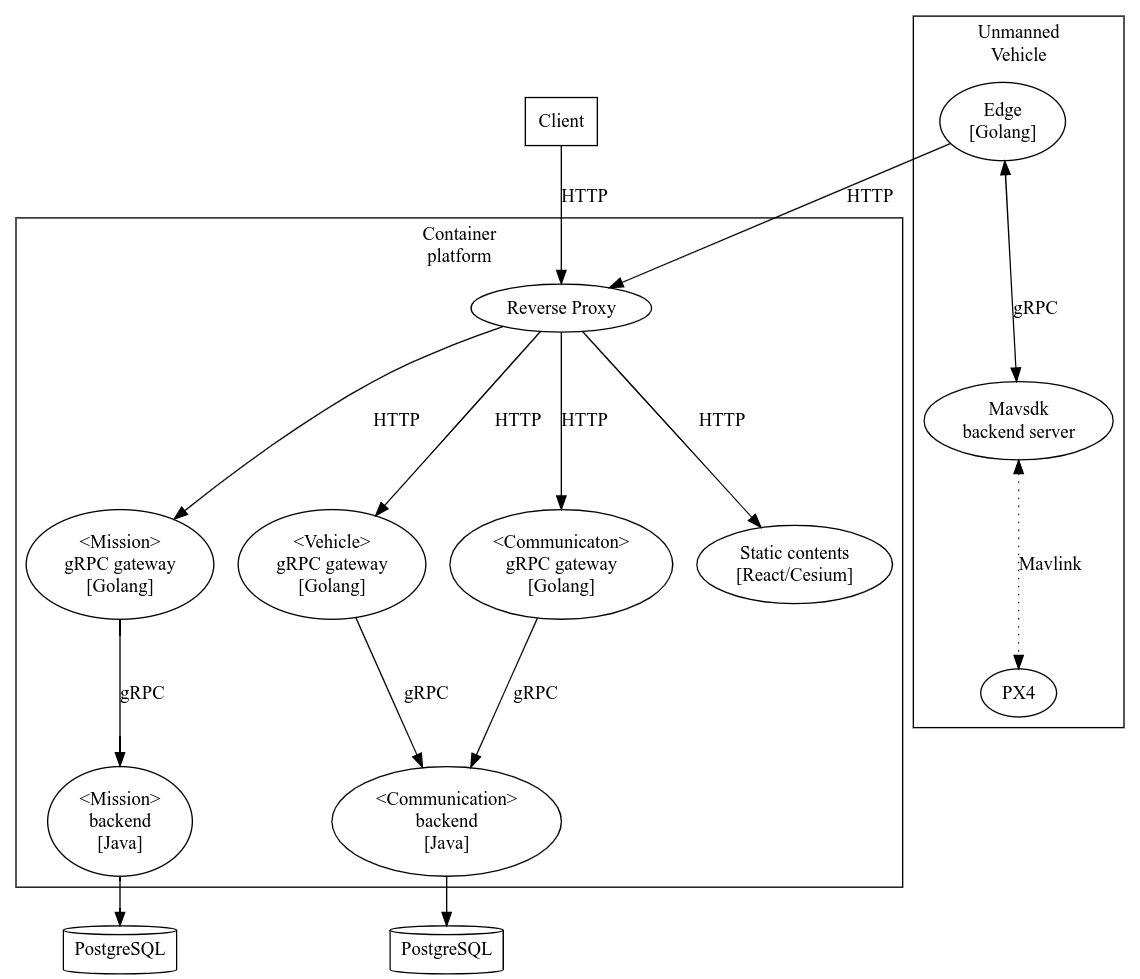 Unmanned
Vehicle
Edge
[Golang]
Client
HTTP
HTTP
Container
platform
Reverse Proxy
gRPC
HTTP
HTTP
HTTP
HTTP
Mavsdk
backend server
<Mission>
gRPC gateway
[Golang]
<Vehicle>
gRPC gateway
[Golang]
<Communicaton>
gRPC gateway
[Golang]
Static contents
[React/Cesium]
Mavlink
gRPC
gRPC
gRPC
PX4
<Mission>
backend
[Java]
<Communication>
backend
[Java]
PostgreSQL
PostgreSQL